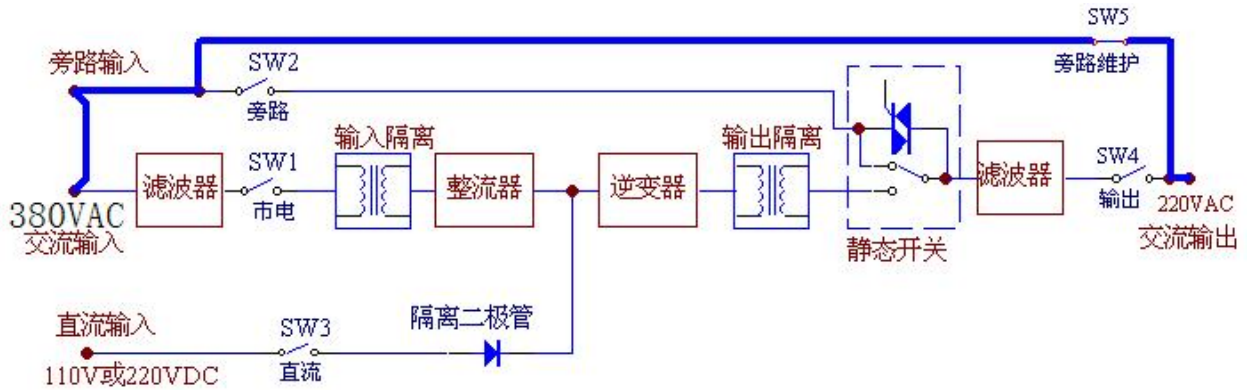 SW5
旁路输入
SW2
旁路维护
旁路
输入隔离
输出隔离
SW1
SW4
滤波器
整流器
逆变器
滤波器
市电
输出
380VAC
220VAC
交流输入
静态开关
交流输出
直流输入
SW3
隔离二极管
直流
110V或220VDC